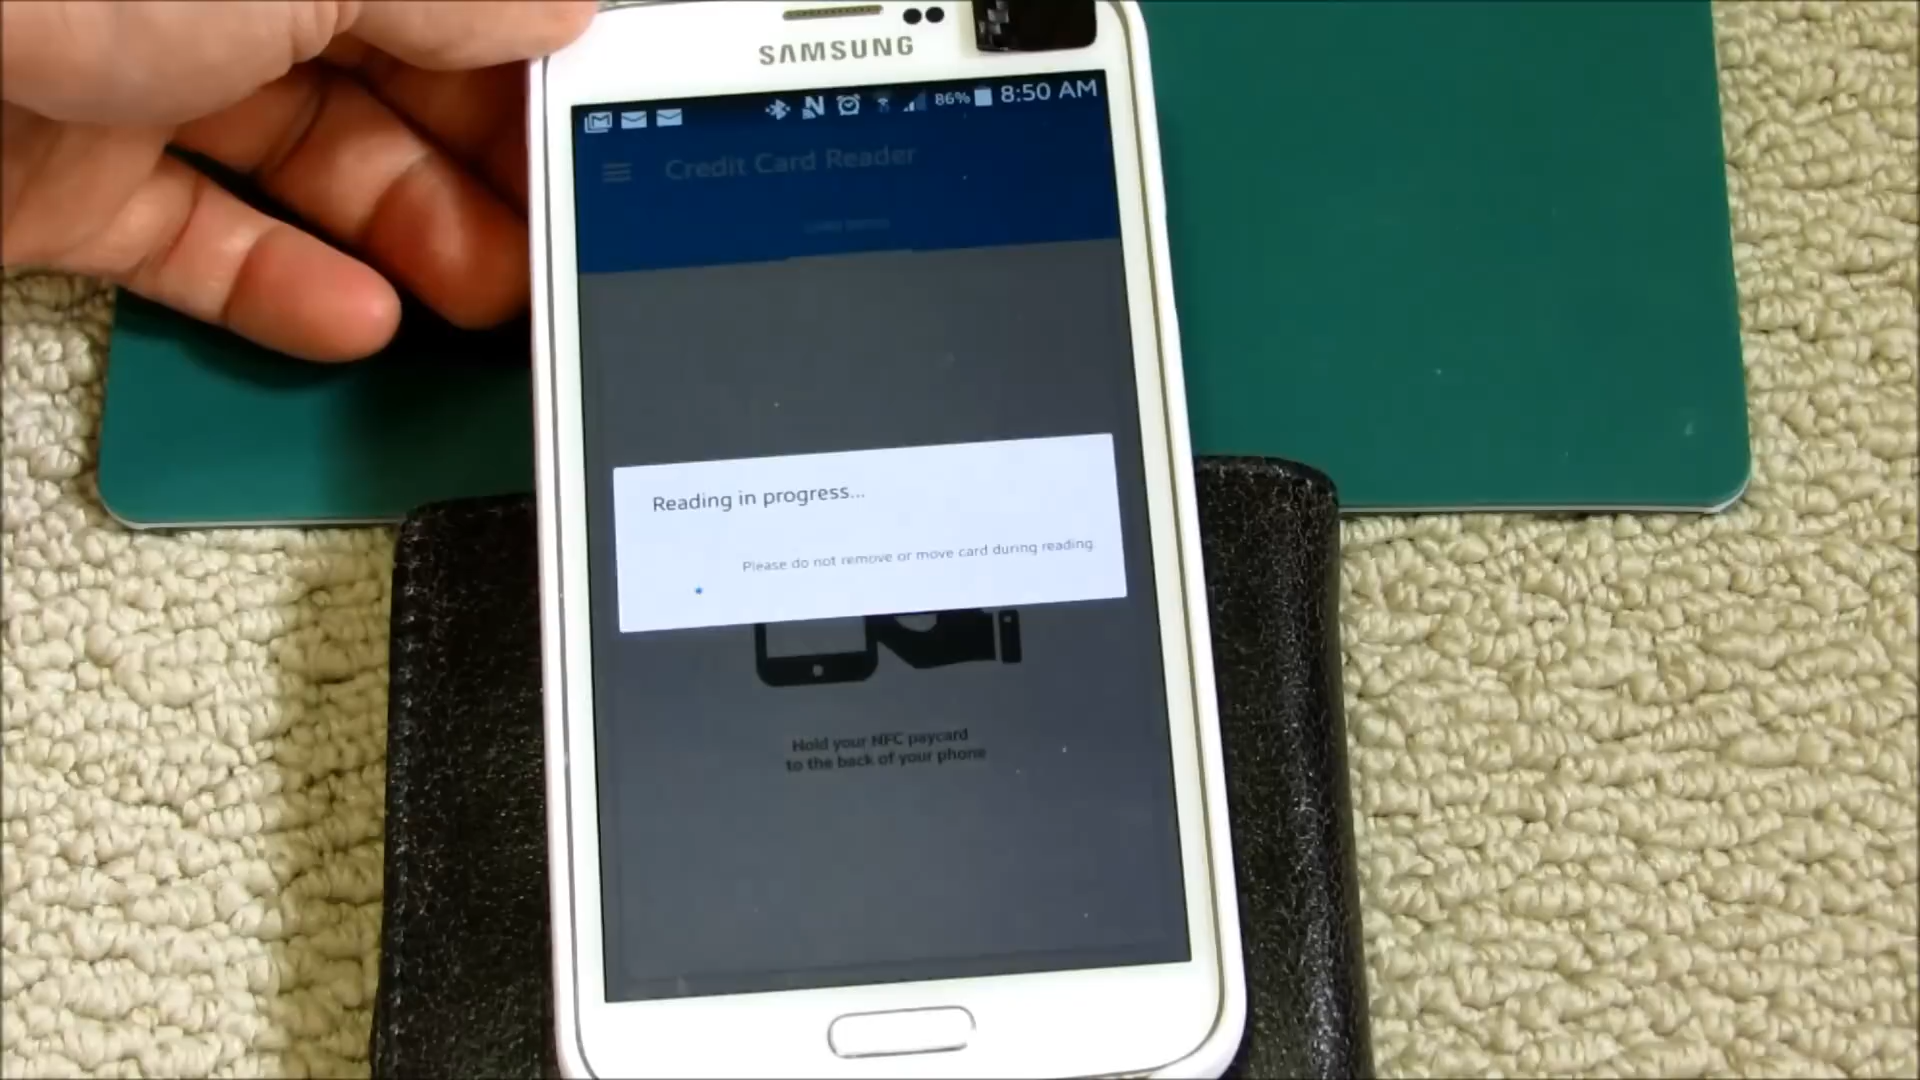 SAMSUNG
86% 8:50 AM
Credit Card Reader
Reading in progress...
Please do not remove or move card during reading.
Hold your NFC paycard
to the back of your phone